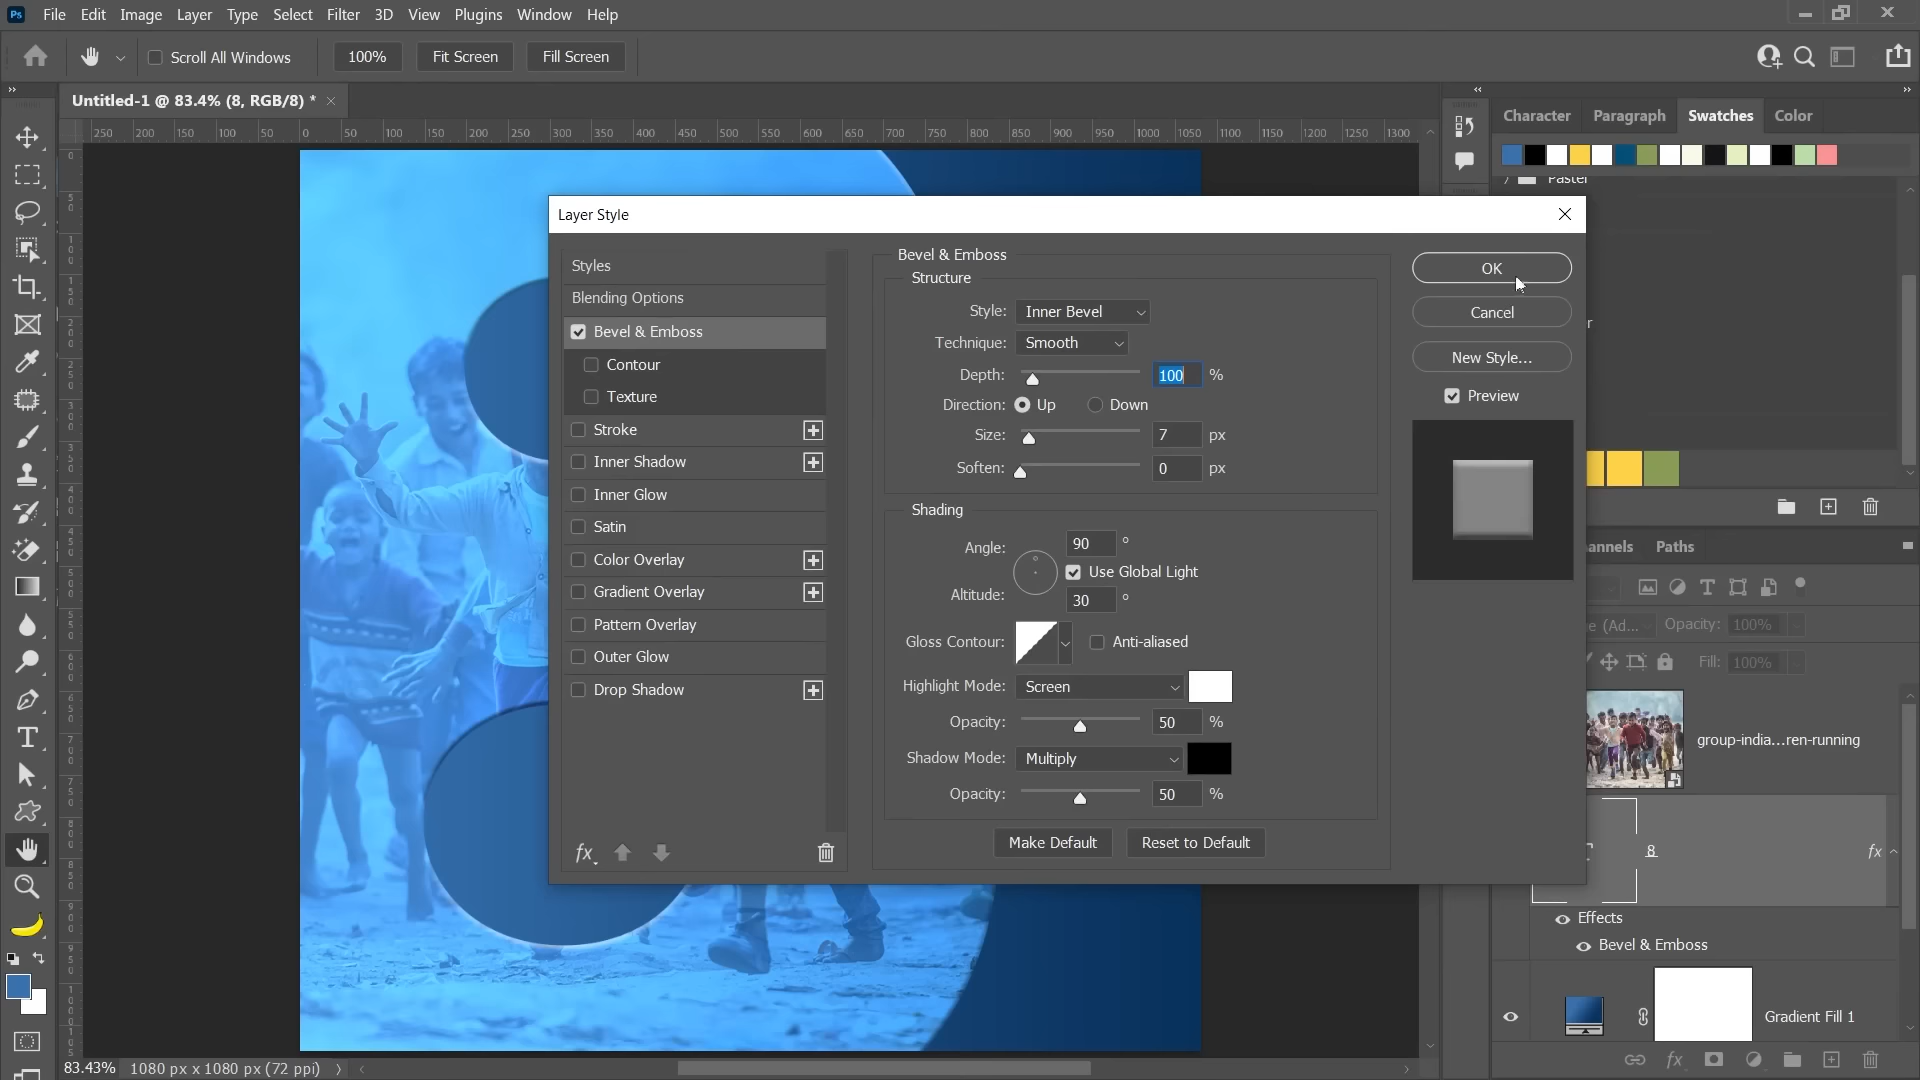 Ps File Edit Image Layer Type Select Filter 3D View Plugins Window Help
Scroll All Windows 100% Fit Screen Fill Screen
Untitled-1 @ 83.4% (8, RGB/8) * ×
Character Paragraph Swatches Color
250 200 150 100 50 0 50 100 150 200 250 300 350 400 450 500 550 600 650 700 750 800 850 900 950 1000 1050 1100 1150 1200 1250 1300
Pastel
Layer Style
Styles
Blending Options
Bevel & Emboss
Contour
Texture
Stroke
Inner Shadow
Inner Glow
Satin
Color Overlay
Gradient Overlay
Pattern Overlay
Outer Glow
Drop Shadow
fx
Bevel & Emboss
Structure
Style: Inner Bevel
Technique: Smooth
Depth: 100 %
Direction: Up Down
Size: 7 px
Soften: 0 px
Shading
Angle: 90 °
Use Global Light
Altitude: 30 °
Gloss Contour: Anti-aliased
Highlight Mode: Screen
Opacity: 50 %
Shadow Mode: Multiply
Opacity: 50 %
Make Default Reset to Default
OK
Cancel
New Style...
Preview
Paths
Opacity: 100%
Fill: 100%
group-india...ren-running
8 fx
Effects
Bevel & Emboss
Gradient Fill 1
fx
83.43% 1080 px x 1080 px (72 ppi)